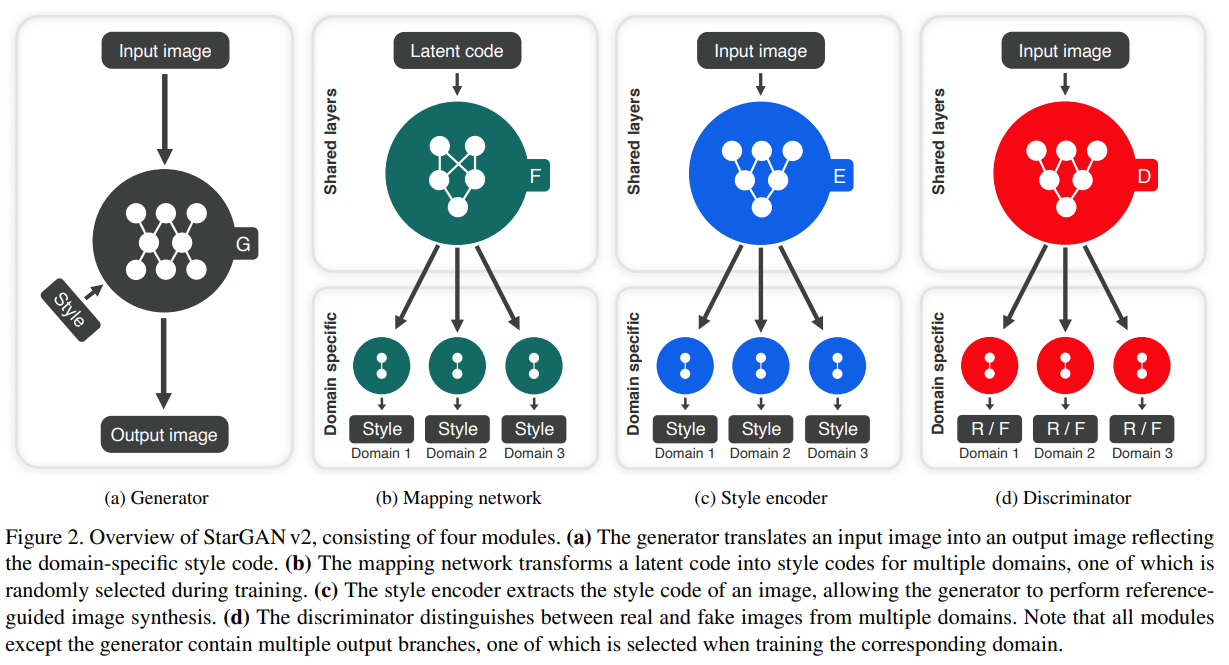 Input image
G
Style
Output image
(a) Generator
Latent code
Shared layers
F
Domain specific
Style Style Style
Domain 1 Domain 2 Domain 3
(b) Mapping network
Input image
Shared layers
E
Domain specific
Style Style Style
Domain 1 Domain 2 Domain 3
(c) Style encoder
Input image
Shared layers
D
Domain specific
R / F R / F R / F
Domain 1 Domain 2 Domain 3
(d) Discriminator
Figure 2. Overview of StarGAN v2, consisting of four modules. (a) The generator translates an input image into an output image reflecting
the domain-specific style code. (b) The mapping network transforms a latent code into style codes for multiple domains, one of which is
randomly selected during training. (c) The style encoder extracts the style code of an image, allowing the generator to perform reference-
guided image synthesis. (d) The discriminator distinguishes between real and fake images from multiple domains. Note that all modules
except the generator contain multiple output branches, one of which is selected when training the corresponding domain.